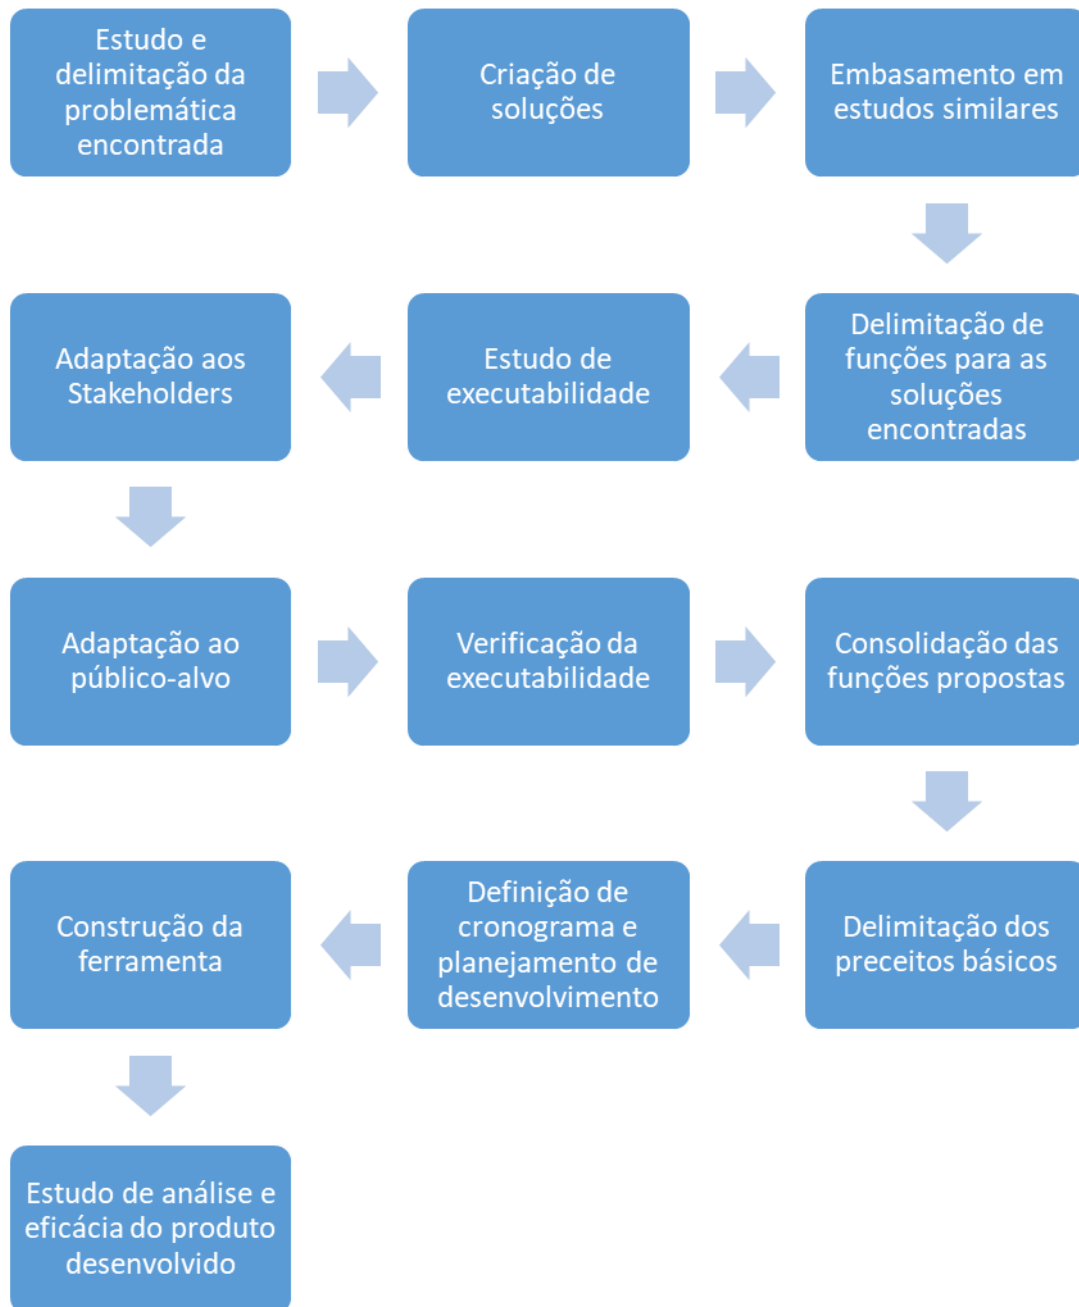 Estudo e
delimitação da
problemática
encontrada
Criação de
soluções
Embasamento em
estudos similares
Delimitação de
funções para as
soluções
encontradas
Estudo de
executabilidade
Adaptação aos
Stakeholders
Adaptação ao
público-alvo
Verificação da
executabilidade
Consolidação das
funções propostas
Delimitação dos
preceitos básicos
Definição de
cronograma e
planejamento de
desenvolvimento
Construção da
ferramenta
Estudo de análise e
eficácia do produto
desenvolvido